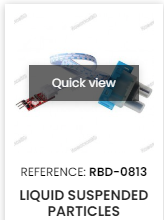 Quick view
REFERENCE: RBD-0813
LIQUID SUSPENDED
PARTICLES